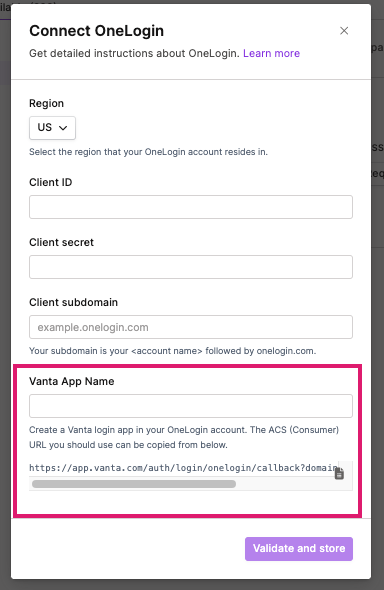 Connect OneLogin
Get detailed instructions about OneLogin. Learn more
Region
US
Select the region that your OneLogin account resides in.
Client ID
Client secret
Client subdomain
example.onelogin.com
Your subdomain is your <account name> followed by onelogin.com.
Vanta App Name
Create a Vanta login app in your OneLogin account. The ACS (Consumer)
URL you should use can be copied from below.
https://app.vanta.com/auth/login/onelogin/callback?domain
Validate and store